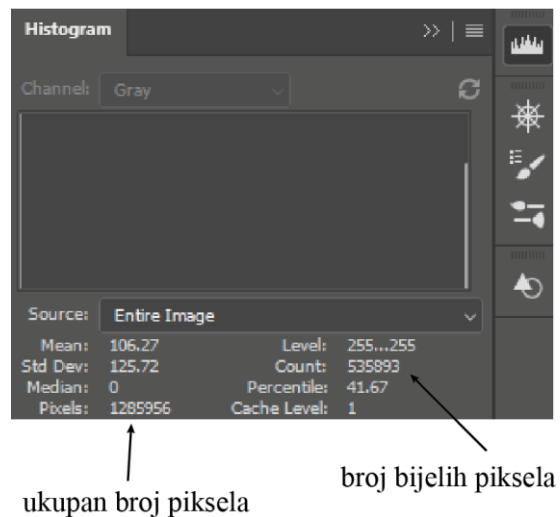 Histogram
Channel: Gray
Source: Entire Image
Mean: 106.27 Level: 255...255
Std Dev: 125.72 Count: 535893
Median: 0 Percentile: 41.67
Pixels: 1285956 Cache Level: 1
broj bijelih piksela
ukupan broj piksela